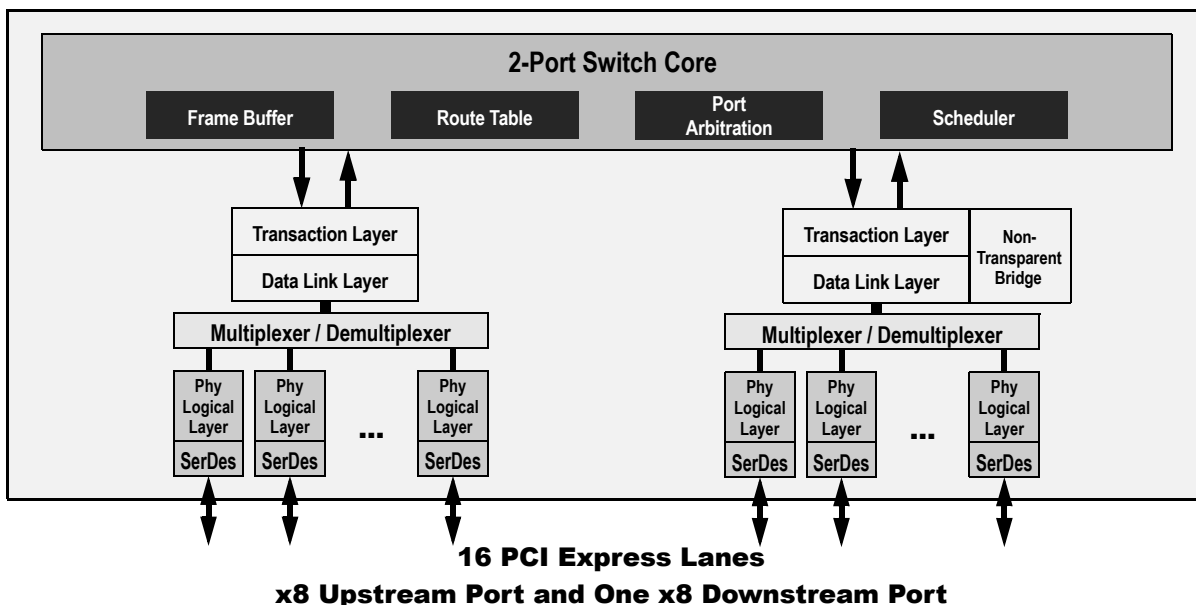 2-Port Switch Core
Frame Buffer
Route Table
Port
Arbitration
Scheduler
Transaction Layer
Data Link Layer
Transaction Layer
Data Link Layer
Non-
Transparent
Bridge
Multiplexer / Demultiplexer
Multiplexer / Demultiplexer
Phy
Logical
Layer
SerDes
Phy
Logical
Layer
SerDes
...
Phy
Logical
Layer
SerDes
Phy
Logical
Layer
SerDes
Phy
Logical
Layer
SerDes
...
Phy
Logical
Layer
SerDes
16 PCI Express Lanes
x8 Upstream Port and One x8 Downstream Port